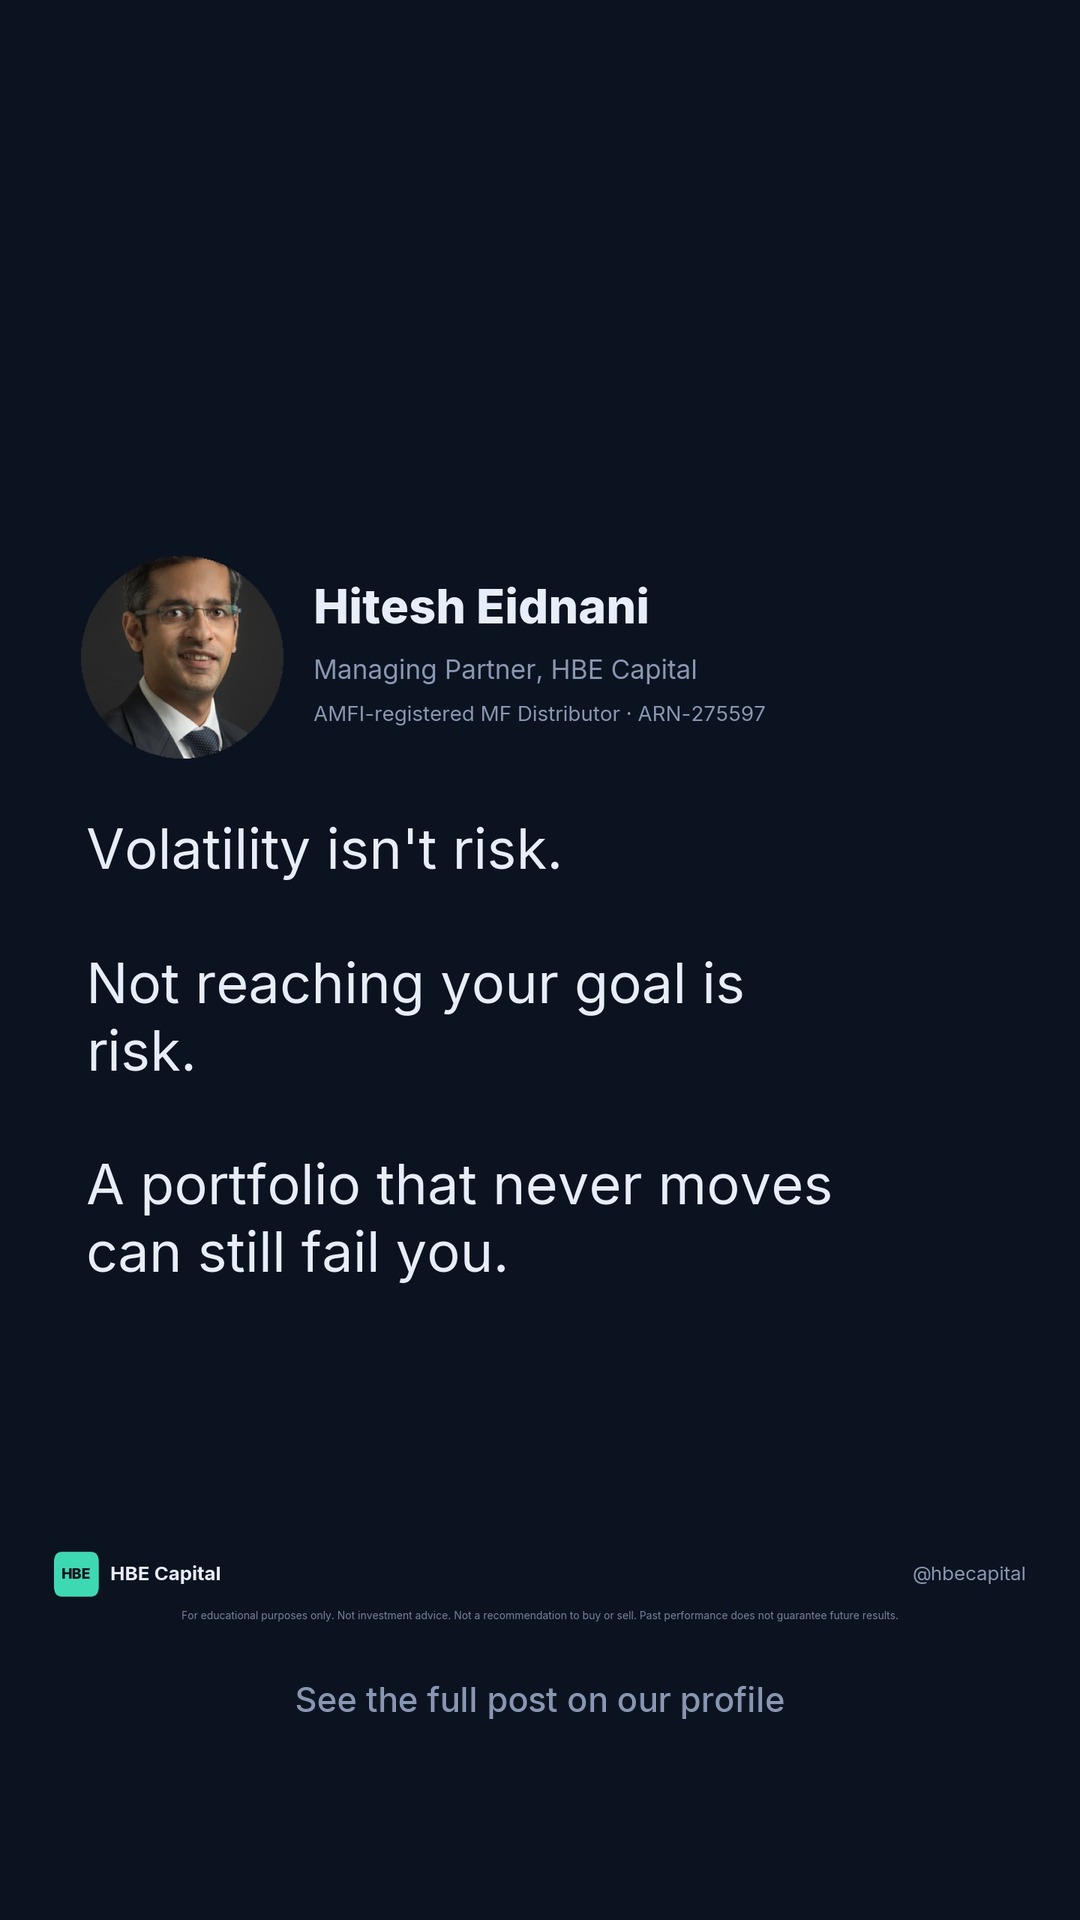 Hitesh Eidnani
Managing Partner, HBE Capital
AMFI-registered MF Distributor · ARN-275597
Volatility isn't risk.
Not reaching your goal is
risk.
A portfolio that never moves
can still fail you.
HBE HBE Capital @hbecapital
For educational purposes only. Not investment advice. Not a recommendation to buy or sell. Past performance does not guarantee future results.
See the full post on our profile